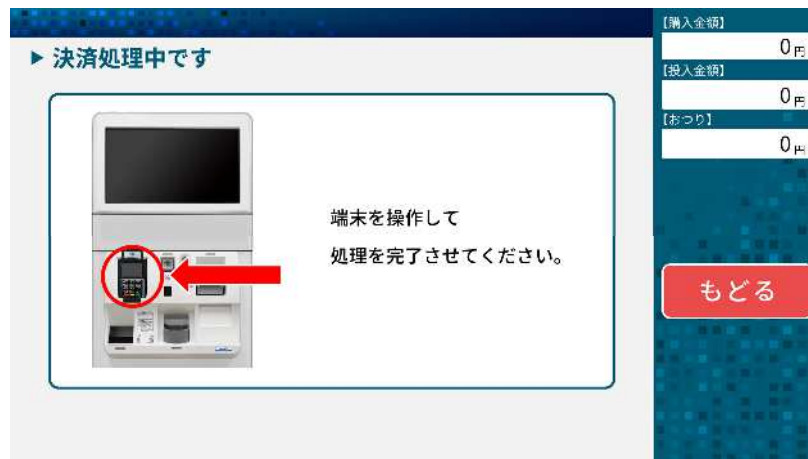 ▶ 決済処理中です
端末を操作して
処理を完了させてください。
【購入金額】
0円
【投入金額】
0円
【おつり】
0円
もどる